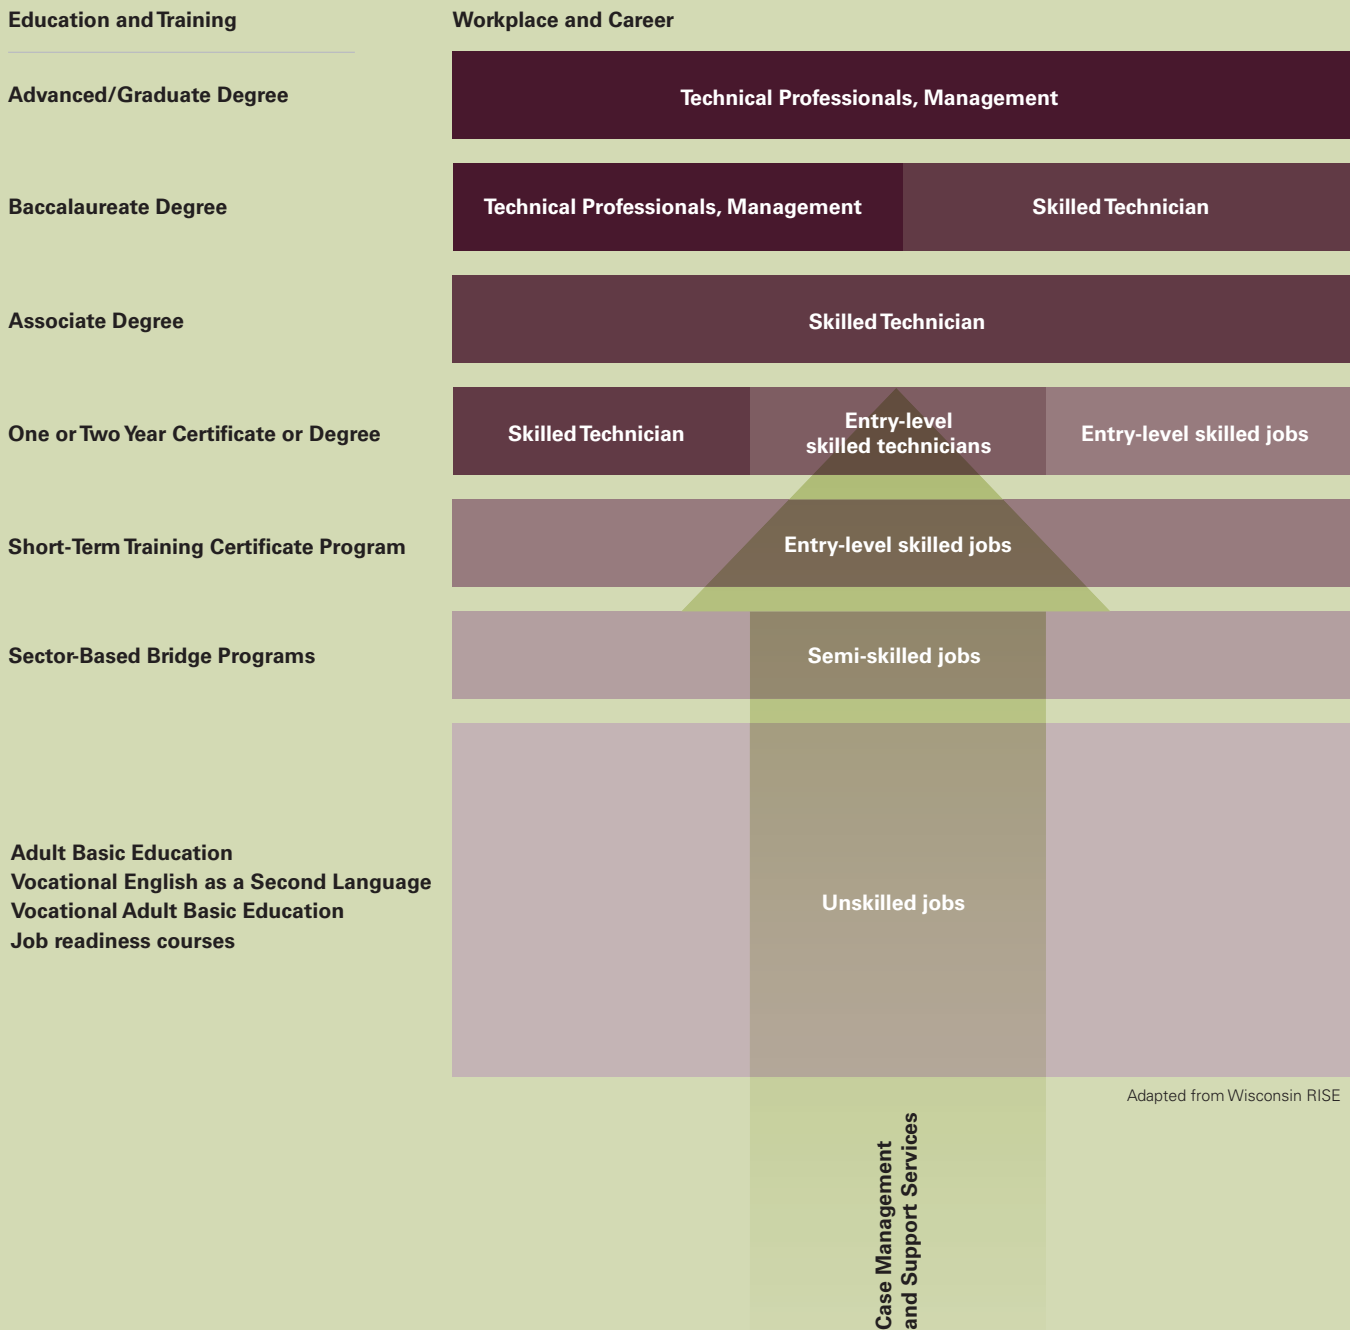 Education and Training
Workplace and Career
Advanced/Graduate Degree
Technical Professionals, Management
Baccalaureate Degree
Technical Professionals, Management
Skilled Technician
Associate Degree
Skilled Technician
One or Two Year Certificate or Degree
Skilled Technician
Entry-level
skilled technicians
Entry-level skilled jobs
Short-Term Training Certificate Program
Entry-level skilled jobs
Sector-Based Bridge Programs
Semi-skilled jobs
Adult Basic Education
Vocational English as a Second Language
Vocational Adult Basic Education
Job readiness courses
Unskilled jobs
Adapted from Wisconsin RISE
Case Management
and Support Services